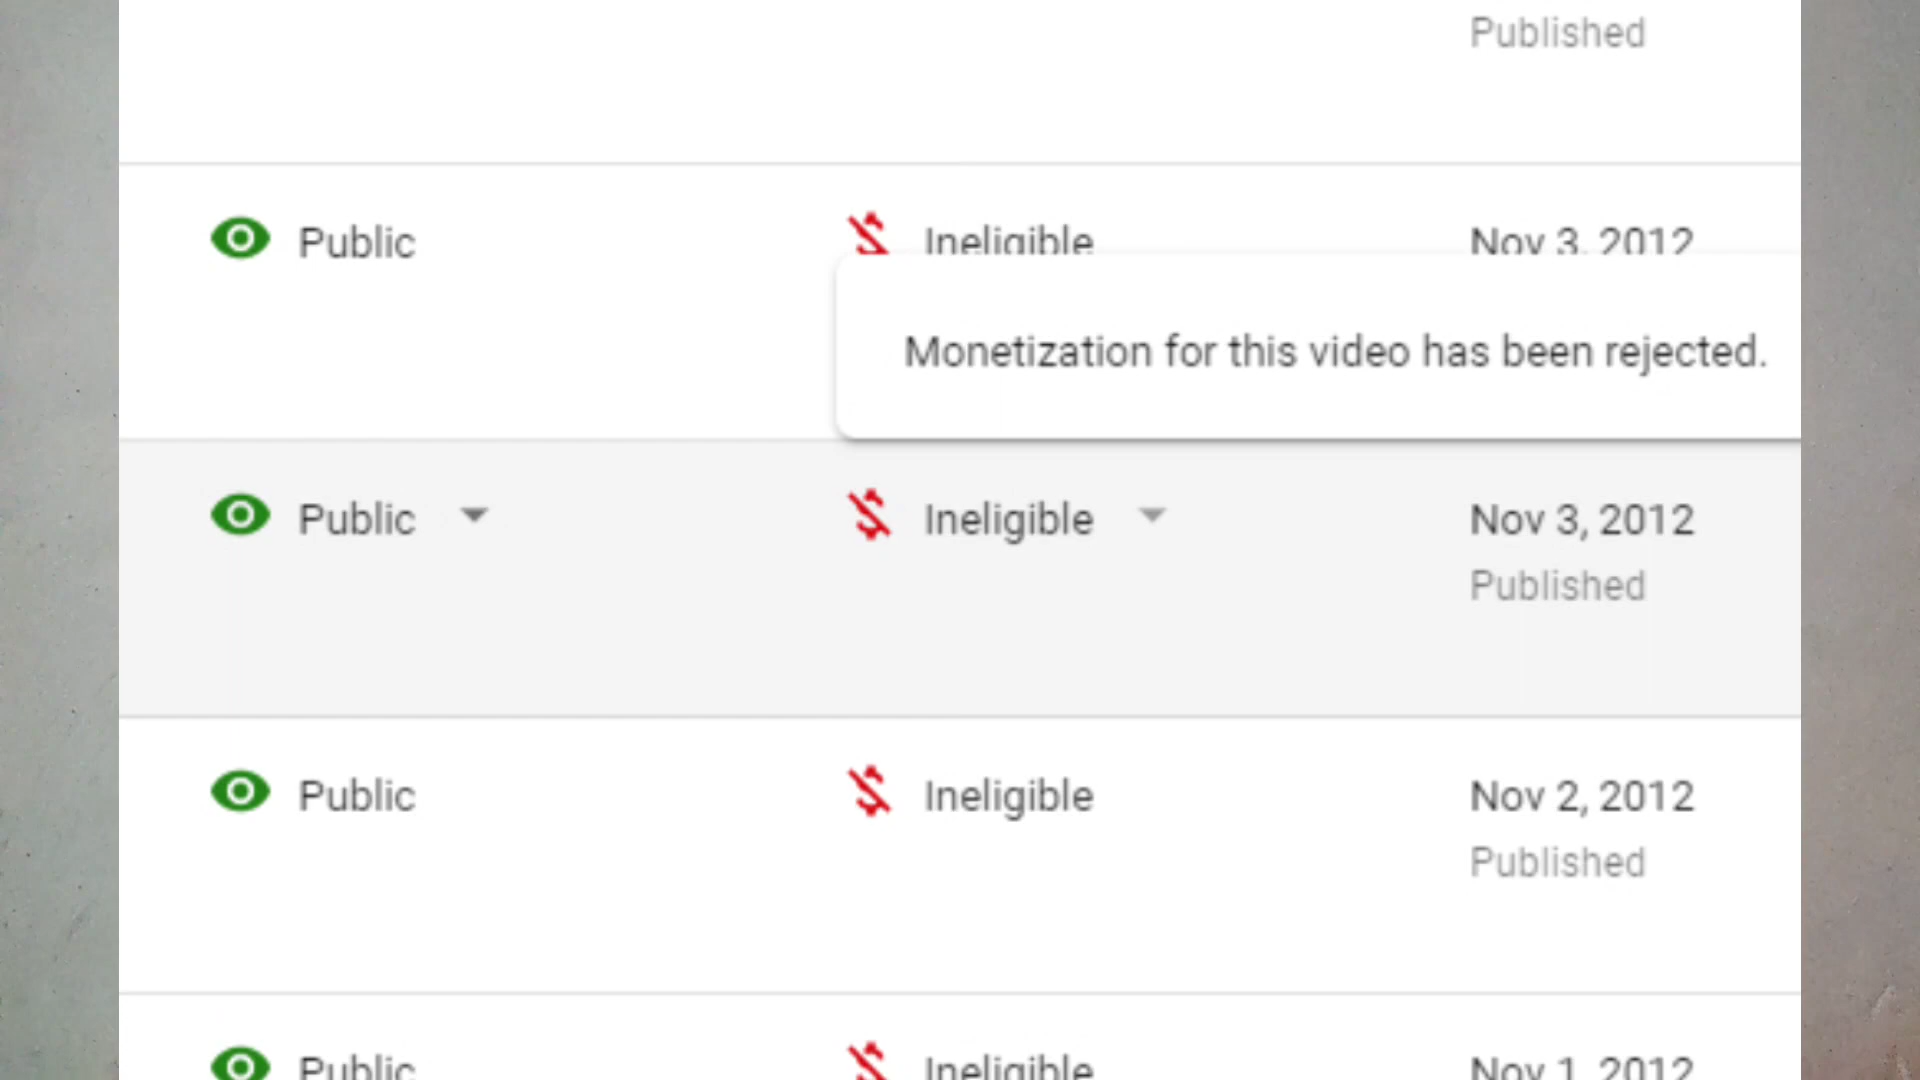 Published
Public Ineligible Nov 3, 2012
Monetization for this video has been rejected.
Public Ineligible Nov 3, 2012
Published
Public Ineligible Nov 2, 2012
Published
Public Ineligible Nov 1, 2012